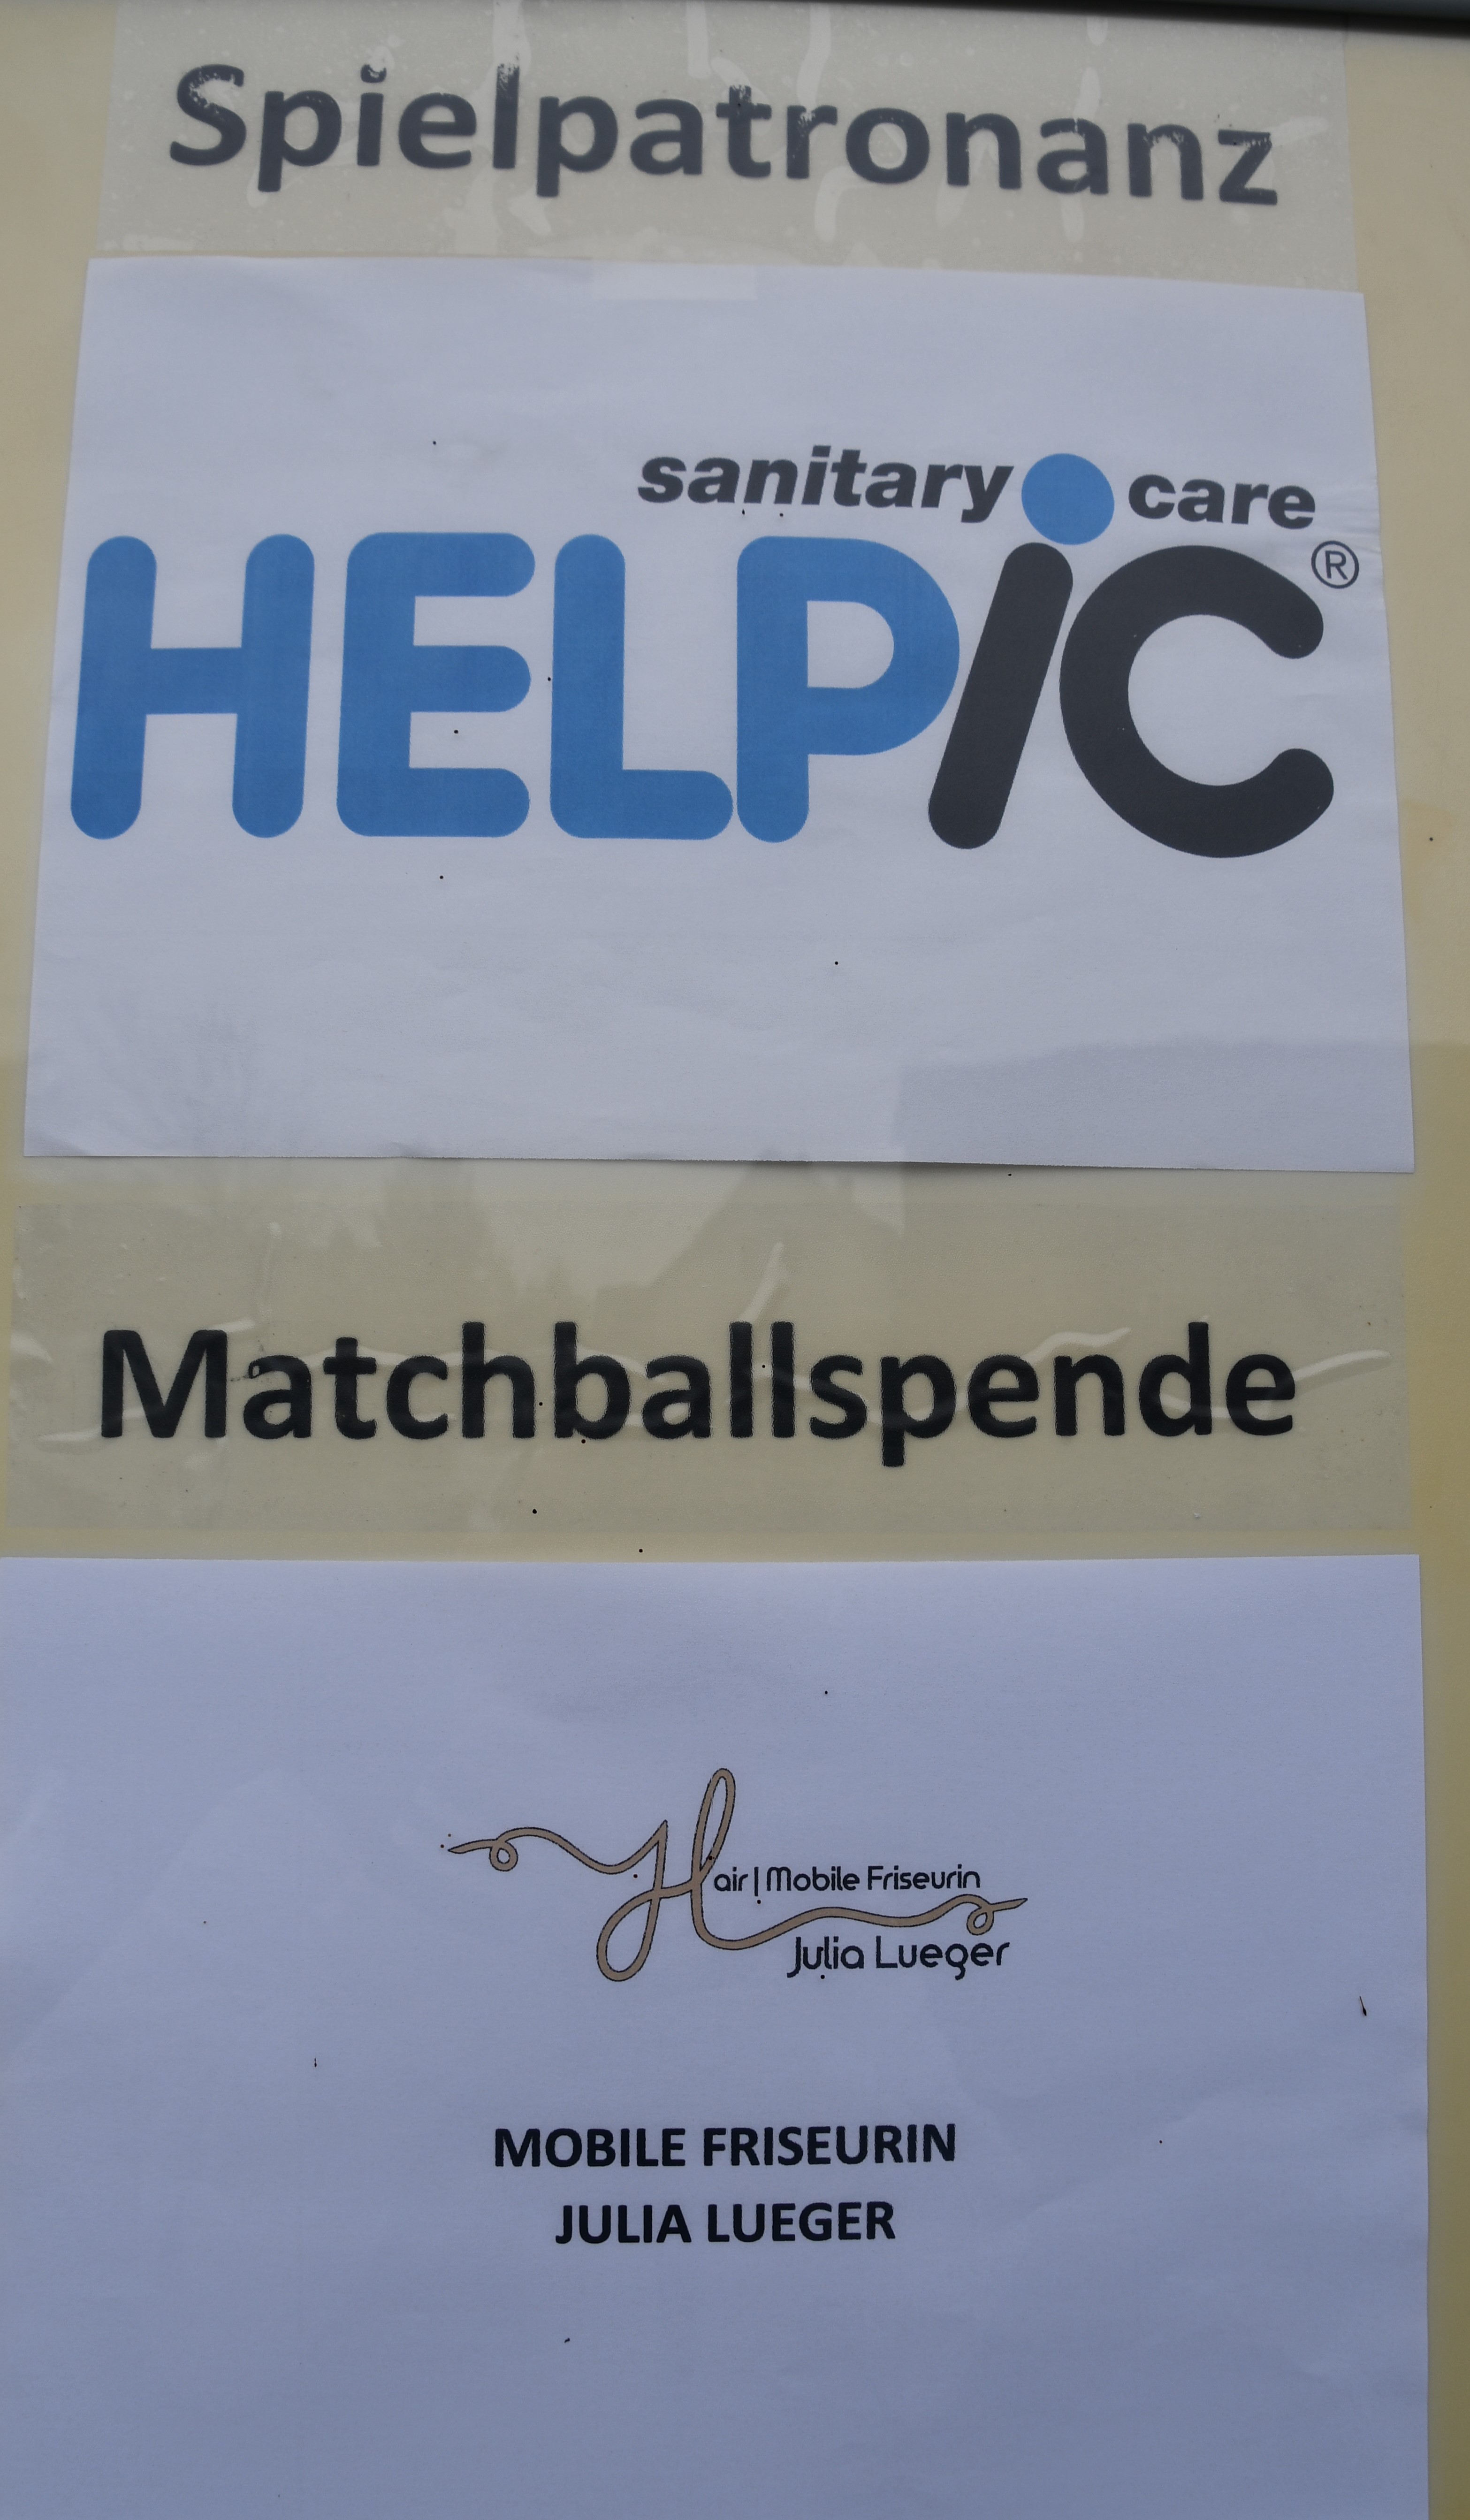 Spielpatronanz
sanitary care
HELPiC®
Matchballspende
Hair | Mobile Friseurin
Julia Lueger
MOBILE FRISEURIN
JULIA LUEGER